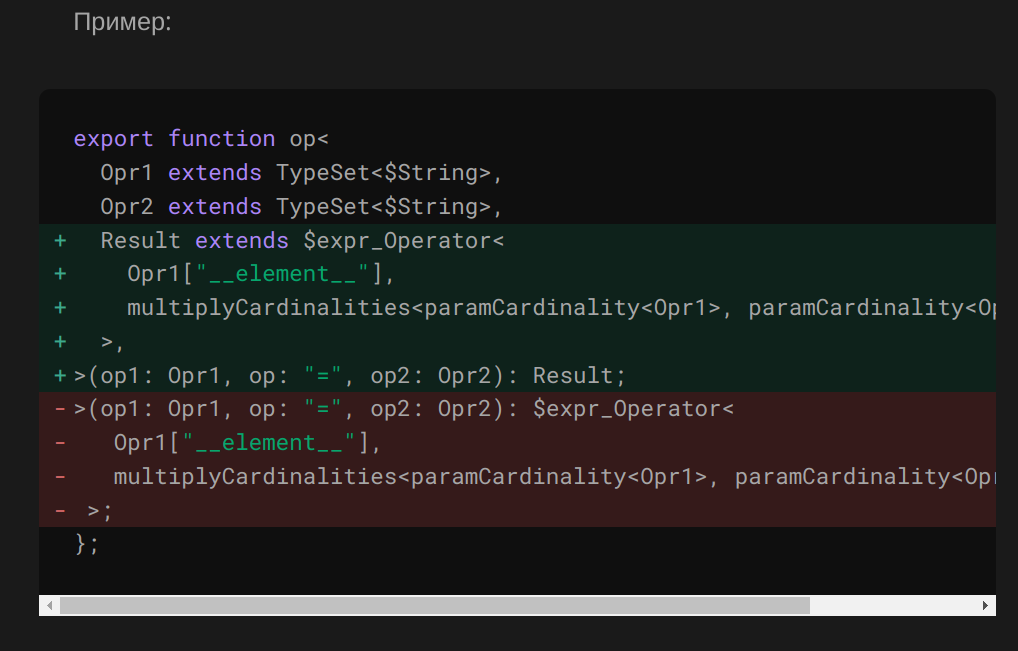 Пример:
export function op<
  Opr1 extends TypeSet<$String>,
  Opr2 extends TypeSet<$String>,
+  Result extends $expr_Operator<
+    Opr1["__element__"],
+    multiplyCardinalities<paramCardinality<Opr1>, paramCardinality<Op
+  >,
+>(op1: Opr1, op: "=", op2: Opr2): Result;
->(op1: Opr1, op: "=", op2: Opr2): $expr_Operator<
-   Opr1["__element__"],
-   multiplyCardinalities<paramCardinality<Opr1>, paramCardinality<Opr
- >;
};